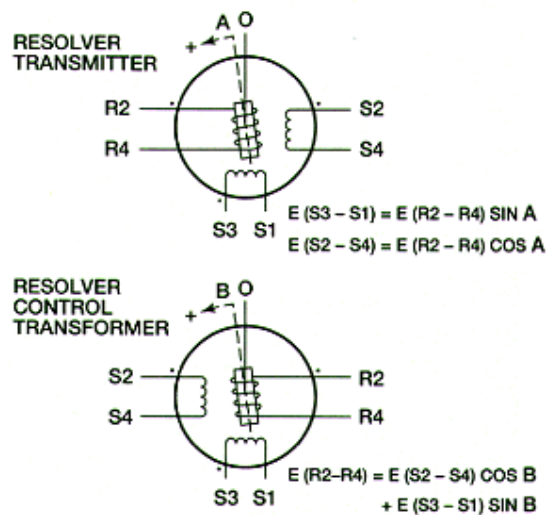 A O
RESOLVER
TRANSMITTER
+
R2 S2
R4 S4
S3 S1
E (S3 – S1) = E (R2 – R4) SIN A
E (S2 – S4) = E (R2 – R4) COS A
RESOLVER
CONTROL
TRANSFORMER
B O
+
S2 R2
S4 R4
S3 S1
E (R2–R4) = E (S2 – S4) COS B
+ E (S3 – S1) SIN B